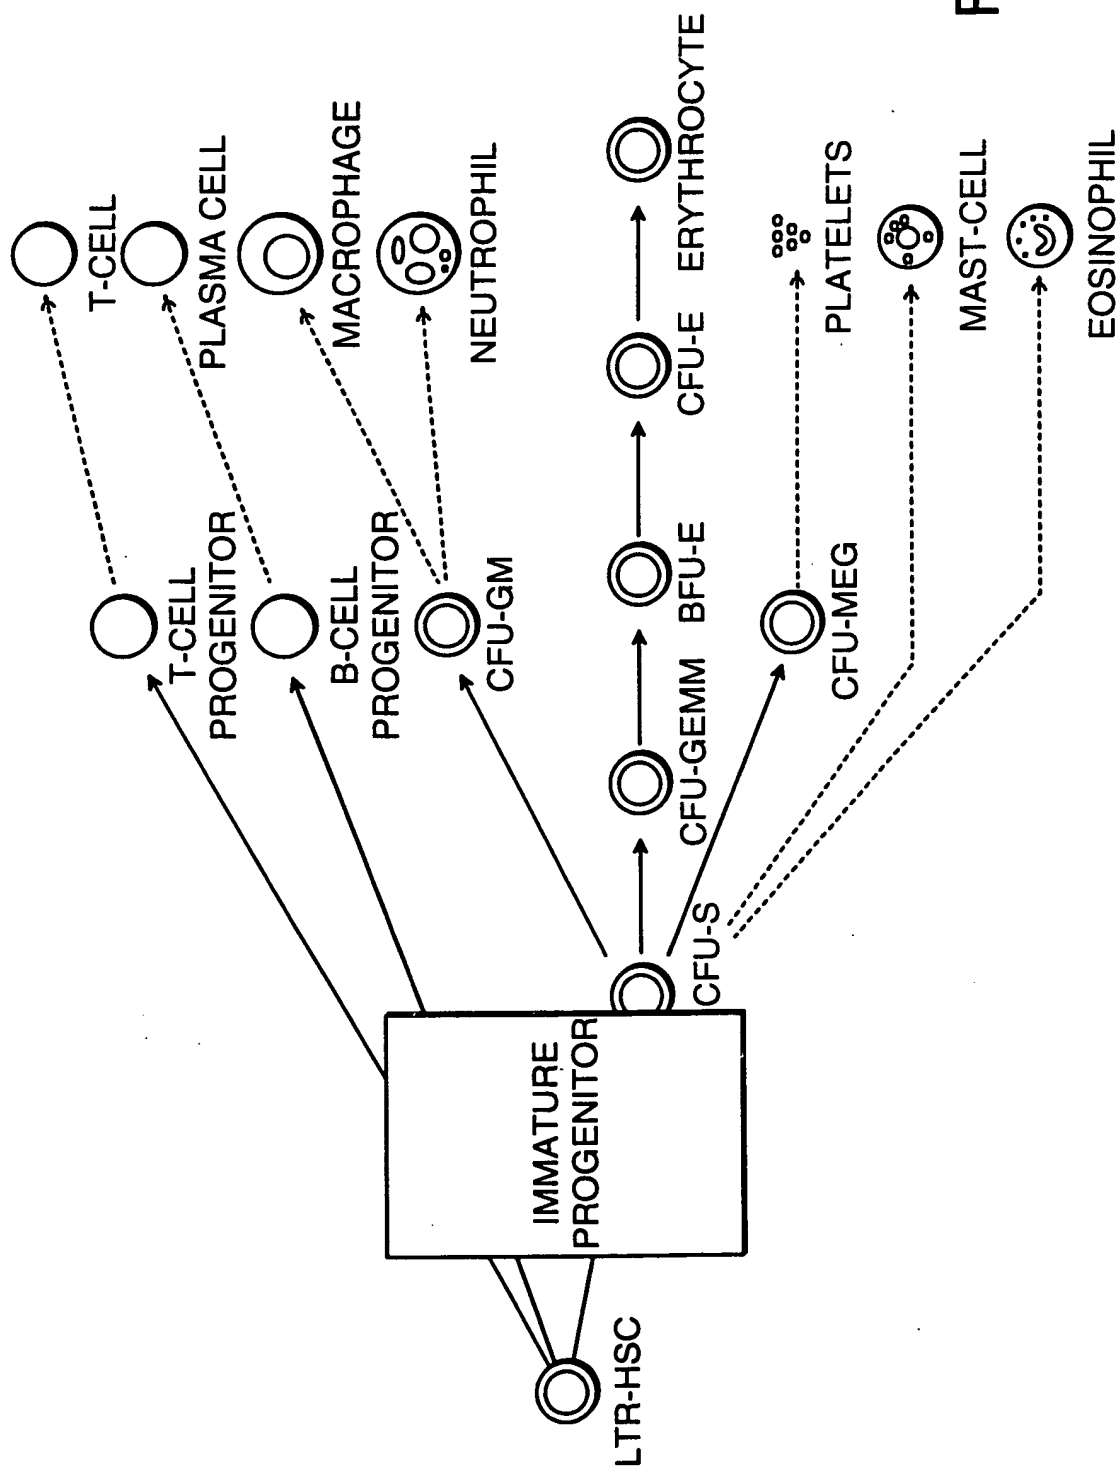 LTR-HSC
IMMATURE
PROGENITOR
CFU-S
T-CELL
PROGENITOR
B-CELL
PROGENITOR
CFU-GM
CFU-GEMM
BFU-E
CFU-E
ERYTHROCYTE
CFU-MEG
T-CELL
PLASMA CELL
MACROPHAGE
NEUTROPHIL
PLATELETS
MAST-CELL
EOSINOPHIL